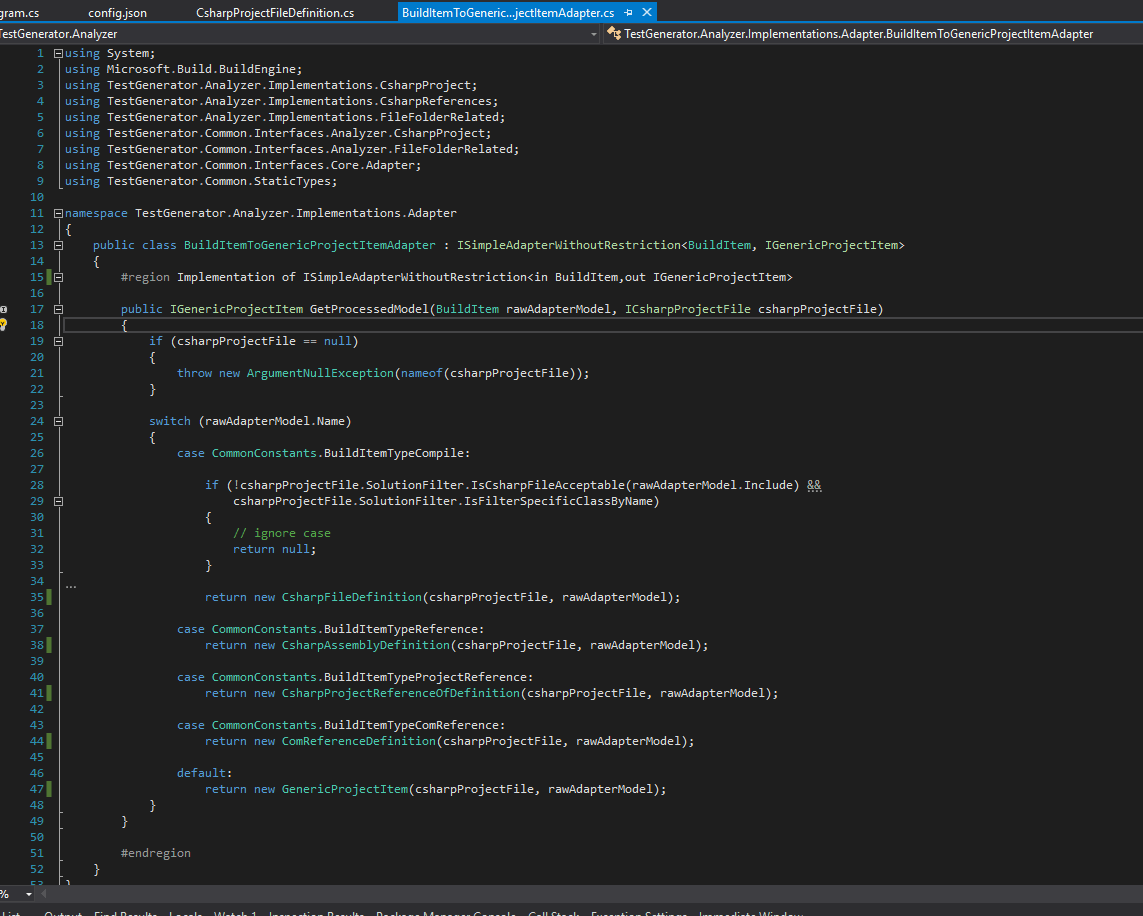 gram.cs config.json CsharpProjectFileDefinition.cs BuildItemToGeneric...jectItemAdapter.cs
TestGenerator.Analyzer TestGenerator.Analyzer.Implementations.Adapter.BuildItemToGenericProjectItemAdapter
1 using System;
2 using Microsoft.Build.BuildEngine;
3 using TestGenerator.Analyzer.Implementations.CsharpProject;
4 using TestGenerator.Analyzer.Implementations.CsharpReferences;
5 using TestGenerator.Analyzer.Implementations.FileFolderRelated;
6 using TestGenerator.Common.Interfaces.Analyzer.CsharpProject;
7 using TestGenerator.Common.Interfaces.Analyzer.FileFolderRelated;
8 using TestGenerator.Common.Interfaces.Core.Adapter;
9 using TestGenerator.Common.StaticTypes;
10
11 namespace TestGenerator.Analyzer.Implementations.Adapter
12 {
13 public class BuildItemToGenericProjectItemAdapter : ISimpleAdapterWithoutRestriction<BuildItem, IGenericProjectItem>
14 {
15 #region Implementation of ISimpleAdapterWithoutRestriction<in BuildItem,out IGenericProjectItem>
16
17 public IGenericProjectItem GetProcessedModel(BuildItem rawAdapterModel, ICsharpProjectFile csharpProjectFile)
18 {
19 if (csharpProjectFile == null)
20 {
21 throw new ArgumentNullException(nameof(csharpProjectFile));
22 }
23
24 switch (rawAdapterModel.Name)
25 {
26 case CommonConstants.BuildItemTypeCompile:
27
28 if (!csharpProjectFile.SolutionFilter.IsCsharpFileAcceptable(rawAdapterModel.Include) &&
29 csharpProjectFile.SolutionFilter.IsFilterSpecificClassByName)
30 {
31 // ignore case
32 return null;
33 }
34 ...
35 return new CsharpFileDefinition(csharpProjectFile, rawAdapterModel);
36
37 case CommonConstants.BuildItemTypeReference:
38 return new CsharpAssemblyDefinition(csharpProjectFile, rawAdapterModel);
39
40 case CommonConstants.BuildItemTypeProjectReference:
41 return new CsharpProjectReferenceOfDefinition(csharpProjectFile, rawAdapterModel);
42
43 case CommonConstants.BuildItemTypeComReference:
44 return new ComReferenceDefinition(csharpProjectFile, rawAdapterModel);
45
46 default:
47 return new GenericProjectItem(csharpProjectFile, rawAdapterModel);
48 }
49 }
50
51 #endregion
52 }
53 }
%
List Output Find Results Locals Watch 1 Inspection Results Package Manager Console Call Stack Exception Settings Immediate Window